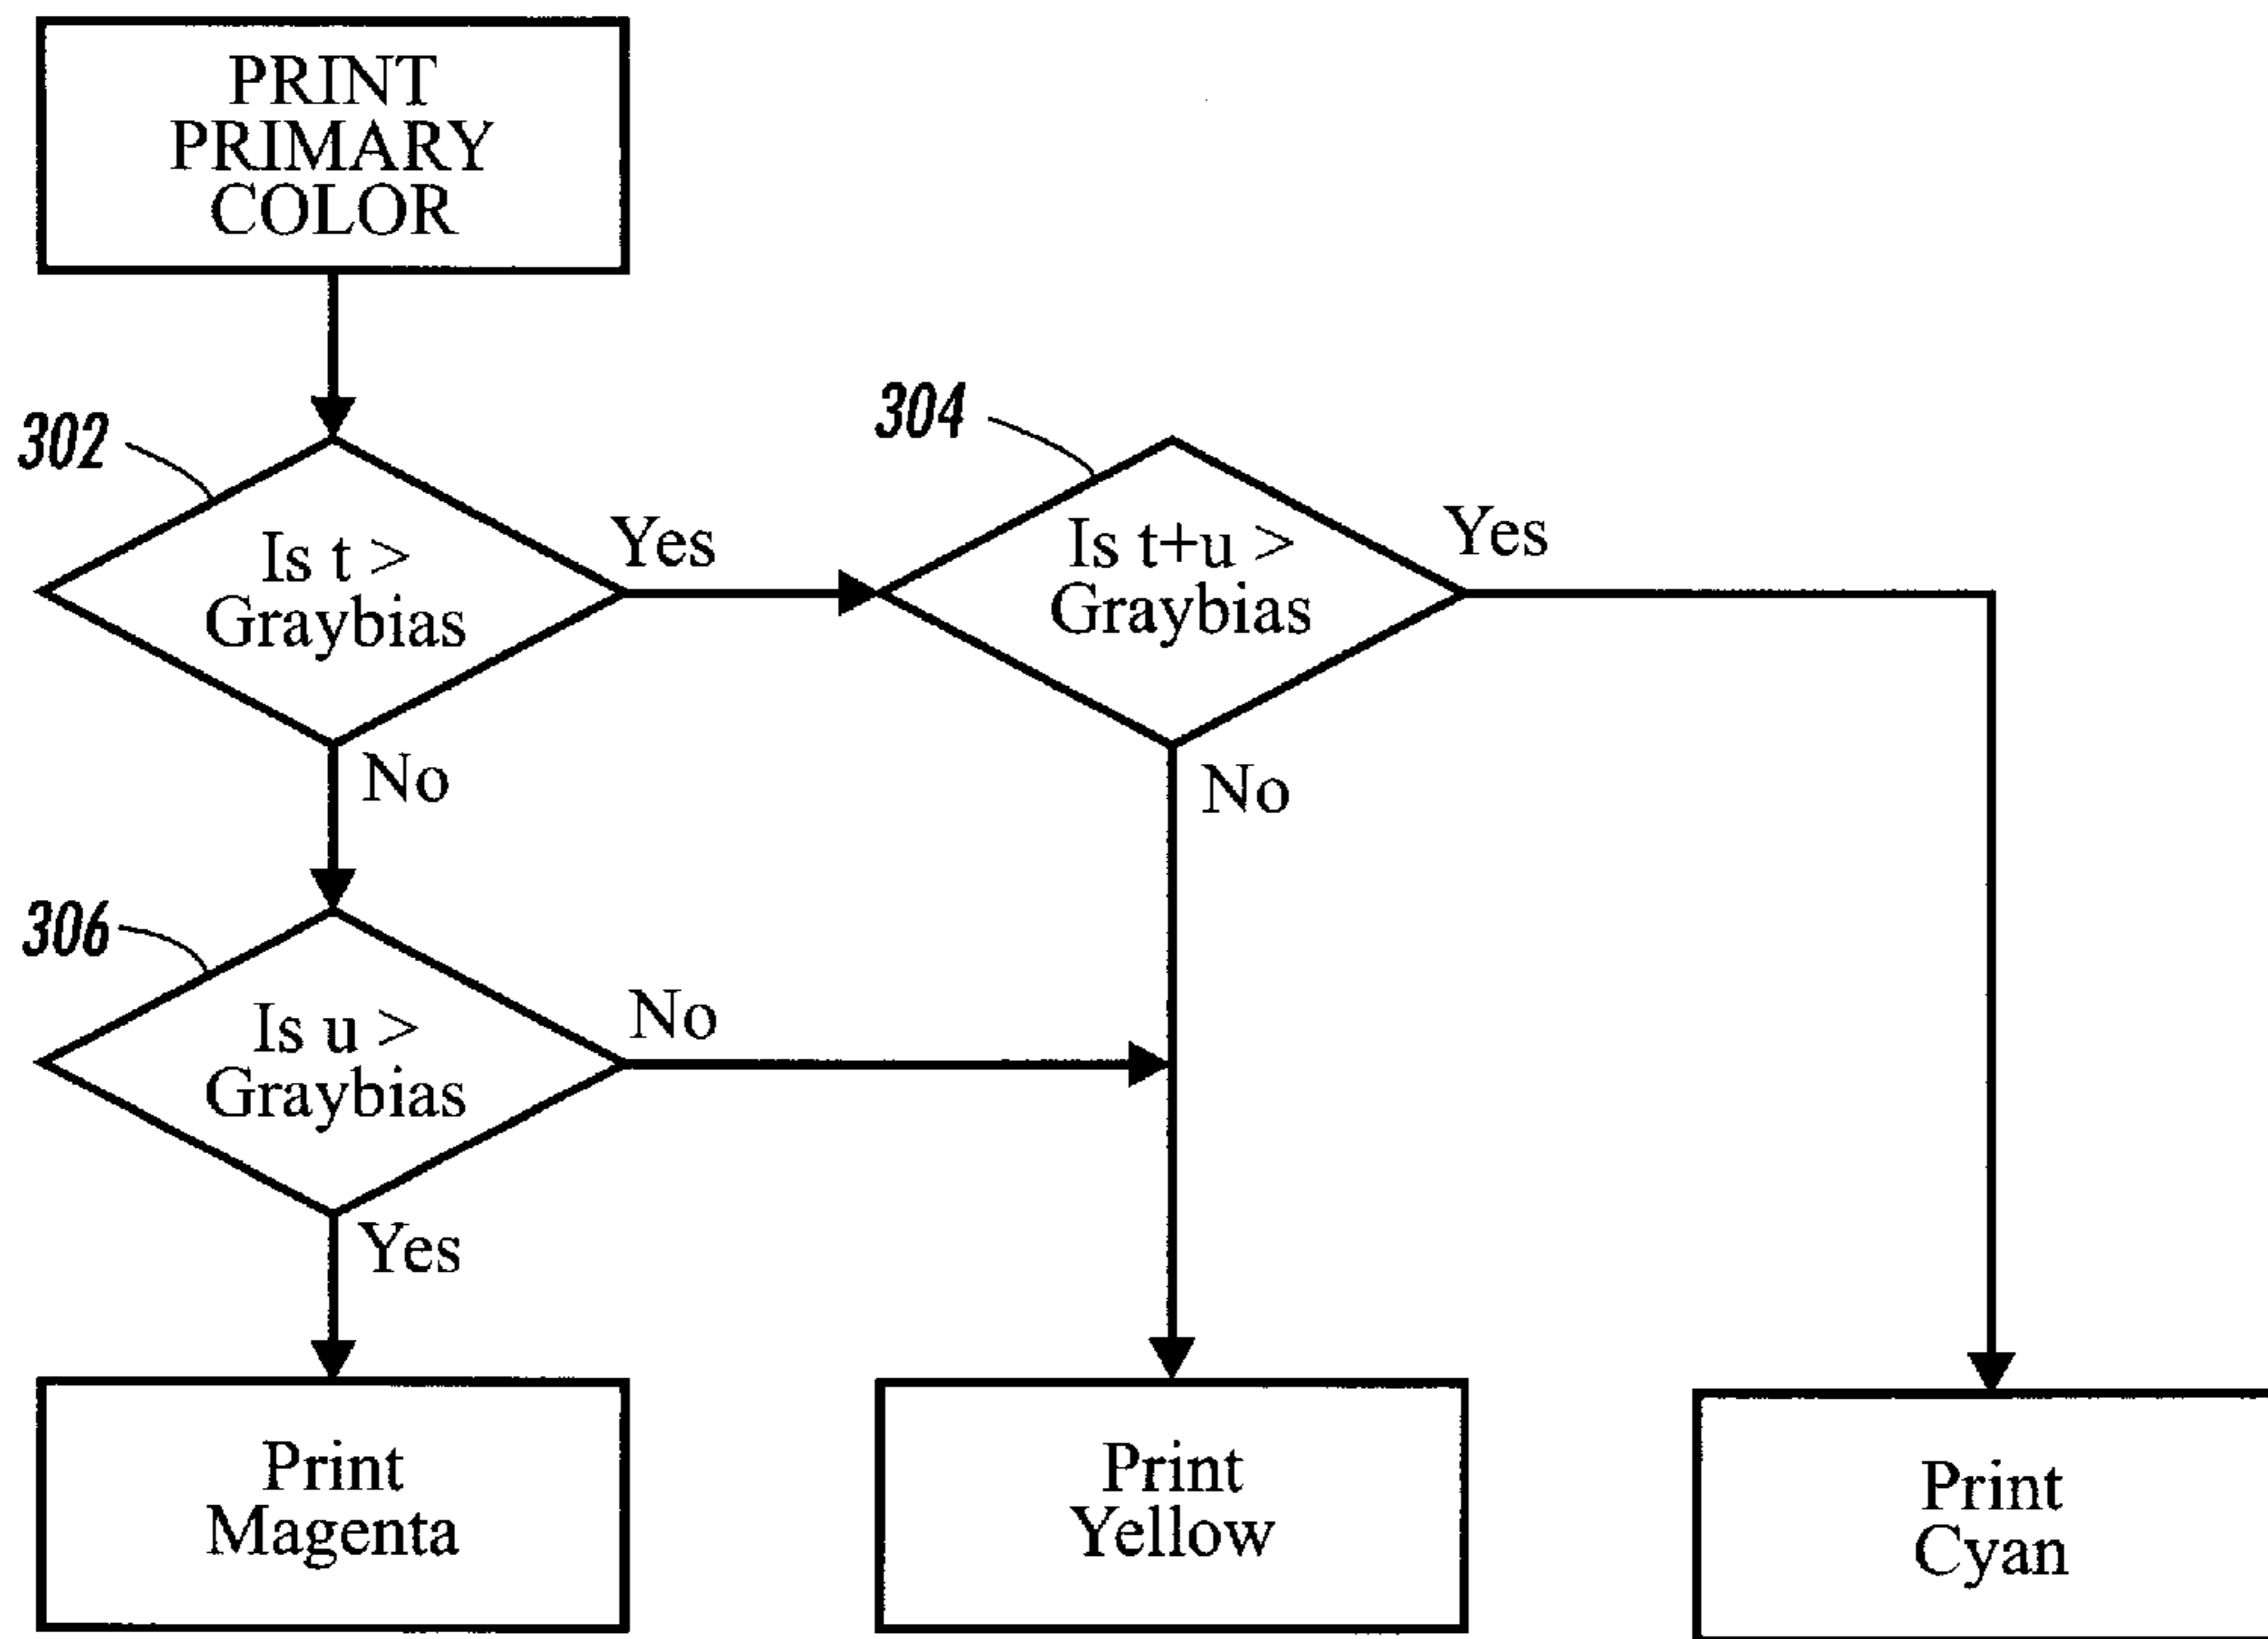 PRINT
PRIMARY
COLOR
302
Is t >
Graybias
Yes
304
Is t+u >
Graybias
Yes
No
No
306
Is u >
Graybias
No
Yes
Print
Magenta
Print
Yellow
Print
Cyan